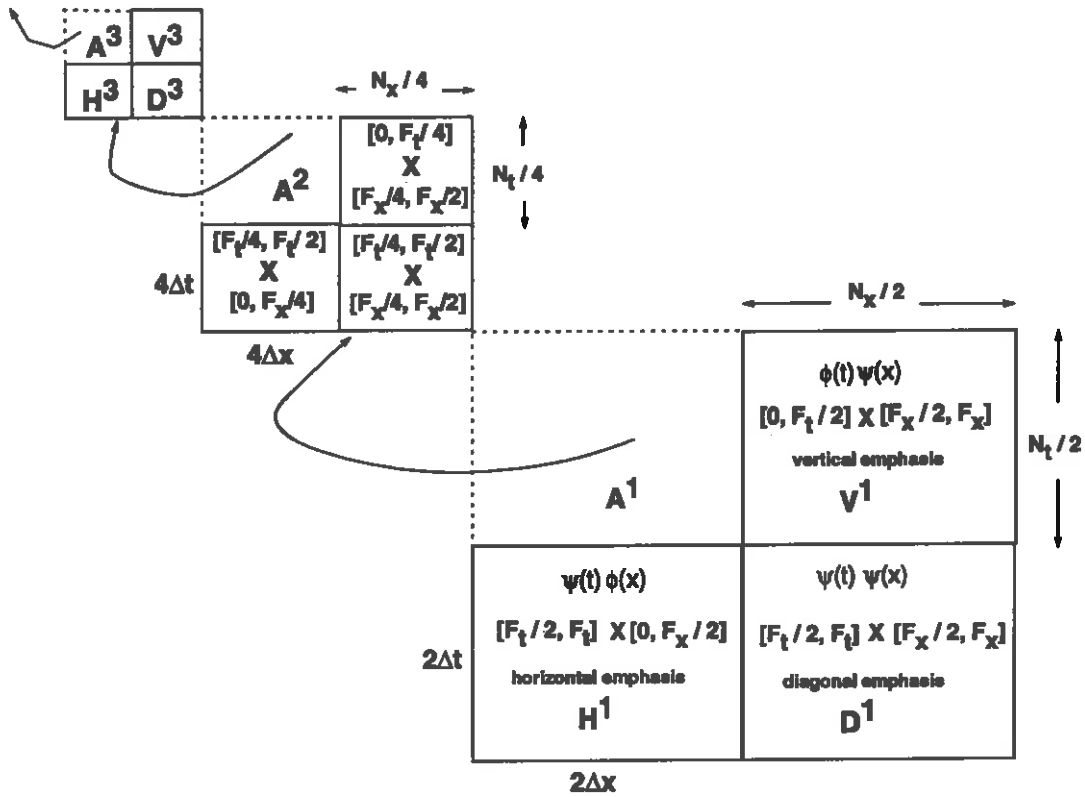 A³ V³
H³ D³
Nₓ / 4
[0, Fₜ/ 4]
X
[Fₓ/4, Fₓ/2]
Nₜ/ 4
A²
[Fₜ/4, Fₜ/ 2]
X
[0, Fₓ/4]
[Fₜ/4, Fₜ/ 2]
X
[Fₓ/4, Fₓ/2]
4Δt
4Δx
Nₓ / 2
ϕ(t) ψ(x)
[0, Fₜ / 2] X [Fₓ / 2, Fₓ]
vertical emphasis
V¹
Nₜ / 2
A¹
ψ(t) ϕ(x)
[Fₜ / 2, Fₜ] X [0, Fₓ / 2]
horizontal emphasis
H¹
ψ(t) ψ(x)
[Fₜ / 2, Fₜ] X [Fₓ / 2, Fₓ]
diagonal emphasis
D¹
2Δt
2Δx